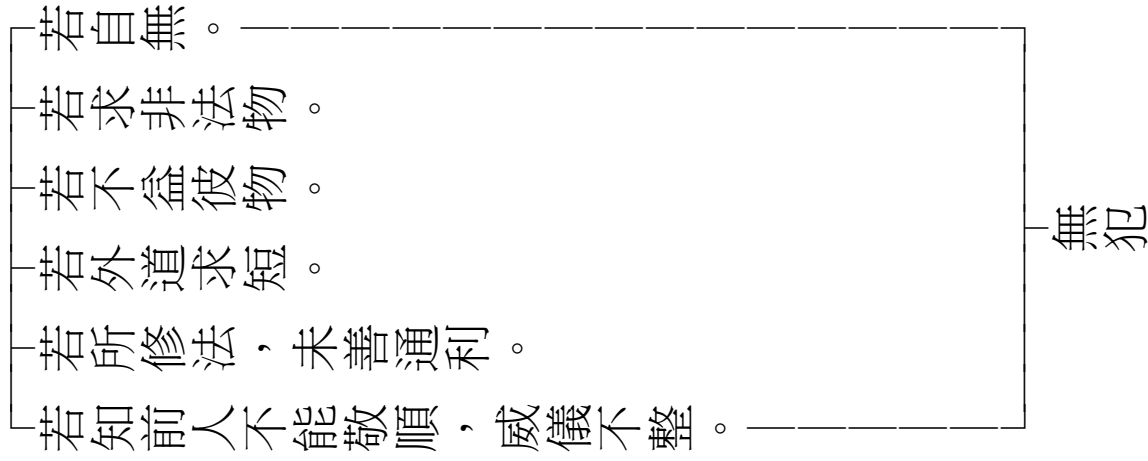 若自無。
若求非法物。
若不益彼物。
若外道求短。
若所修法，未善通利。
若知前人不能敬順，威儀不整。
無犯